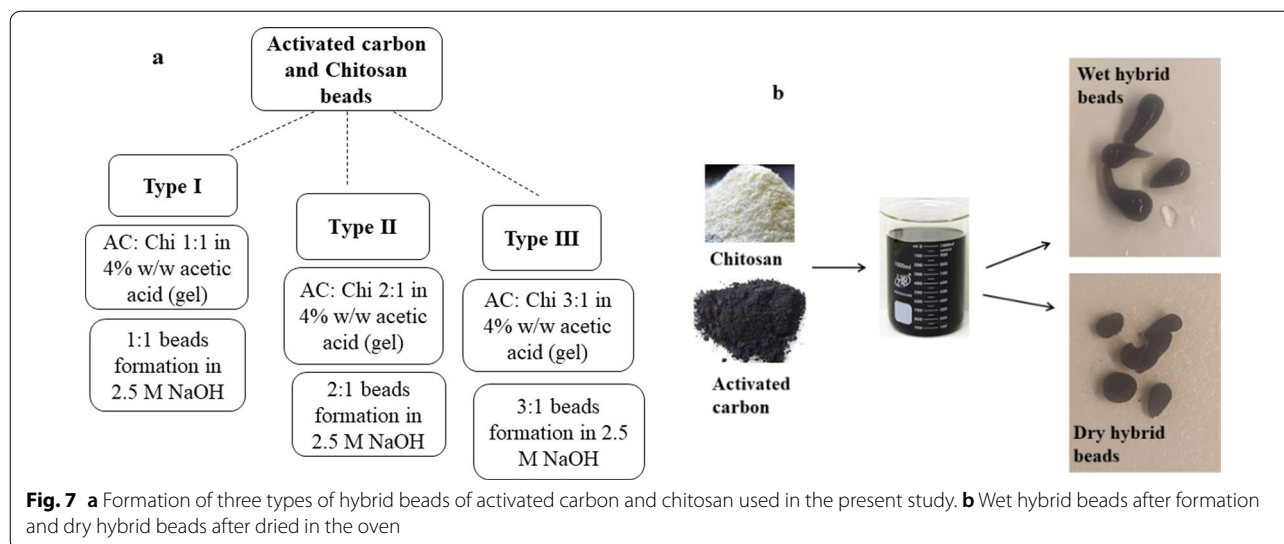 a
Activated carbon
and Chitosan
beads
Type I
AC: Chi 1:1 in
4% w/w acetic
acid (gel)
1:1 beads
formation in
2.5 M NaOH
Type II
AC: Chi 2:1 in
4% w/w acetic
acid (gel)
2:1 beads
formation in
2.5 M NaOH
Type III
AC: Chi 3:1 in
4% w/w acetic
acid (gel)
3:1 beads
formation in 2.5
M NaOH
b
Chitosan
Activated
carbon
1000ml
Wet hybrid
beads
Dry hybrid
beads
Fig. 7 a Formation of three types of hybrid beads of activated carbon and chitosan used in the present study. b Wet hybrid beads after formation
and dry hybrid beads after dried in the oven